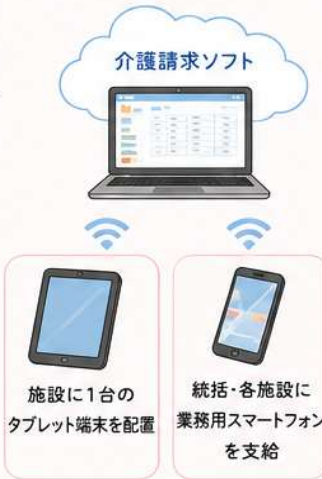 介護請求ソフト
施設に1台の
タブレット端末を配置
統括・各施設に
業務用スマートフォン
を支給